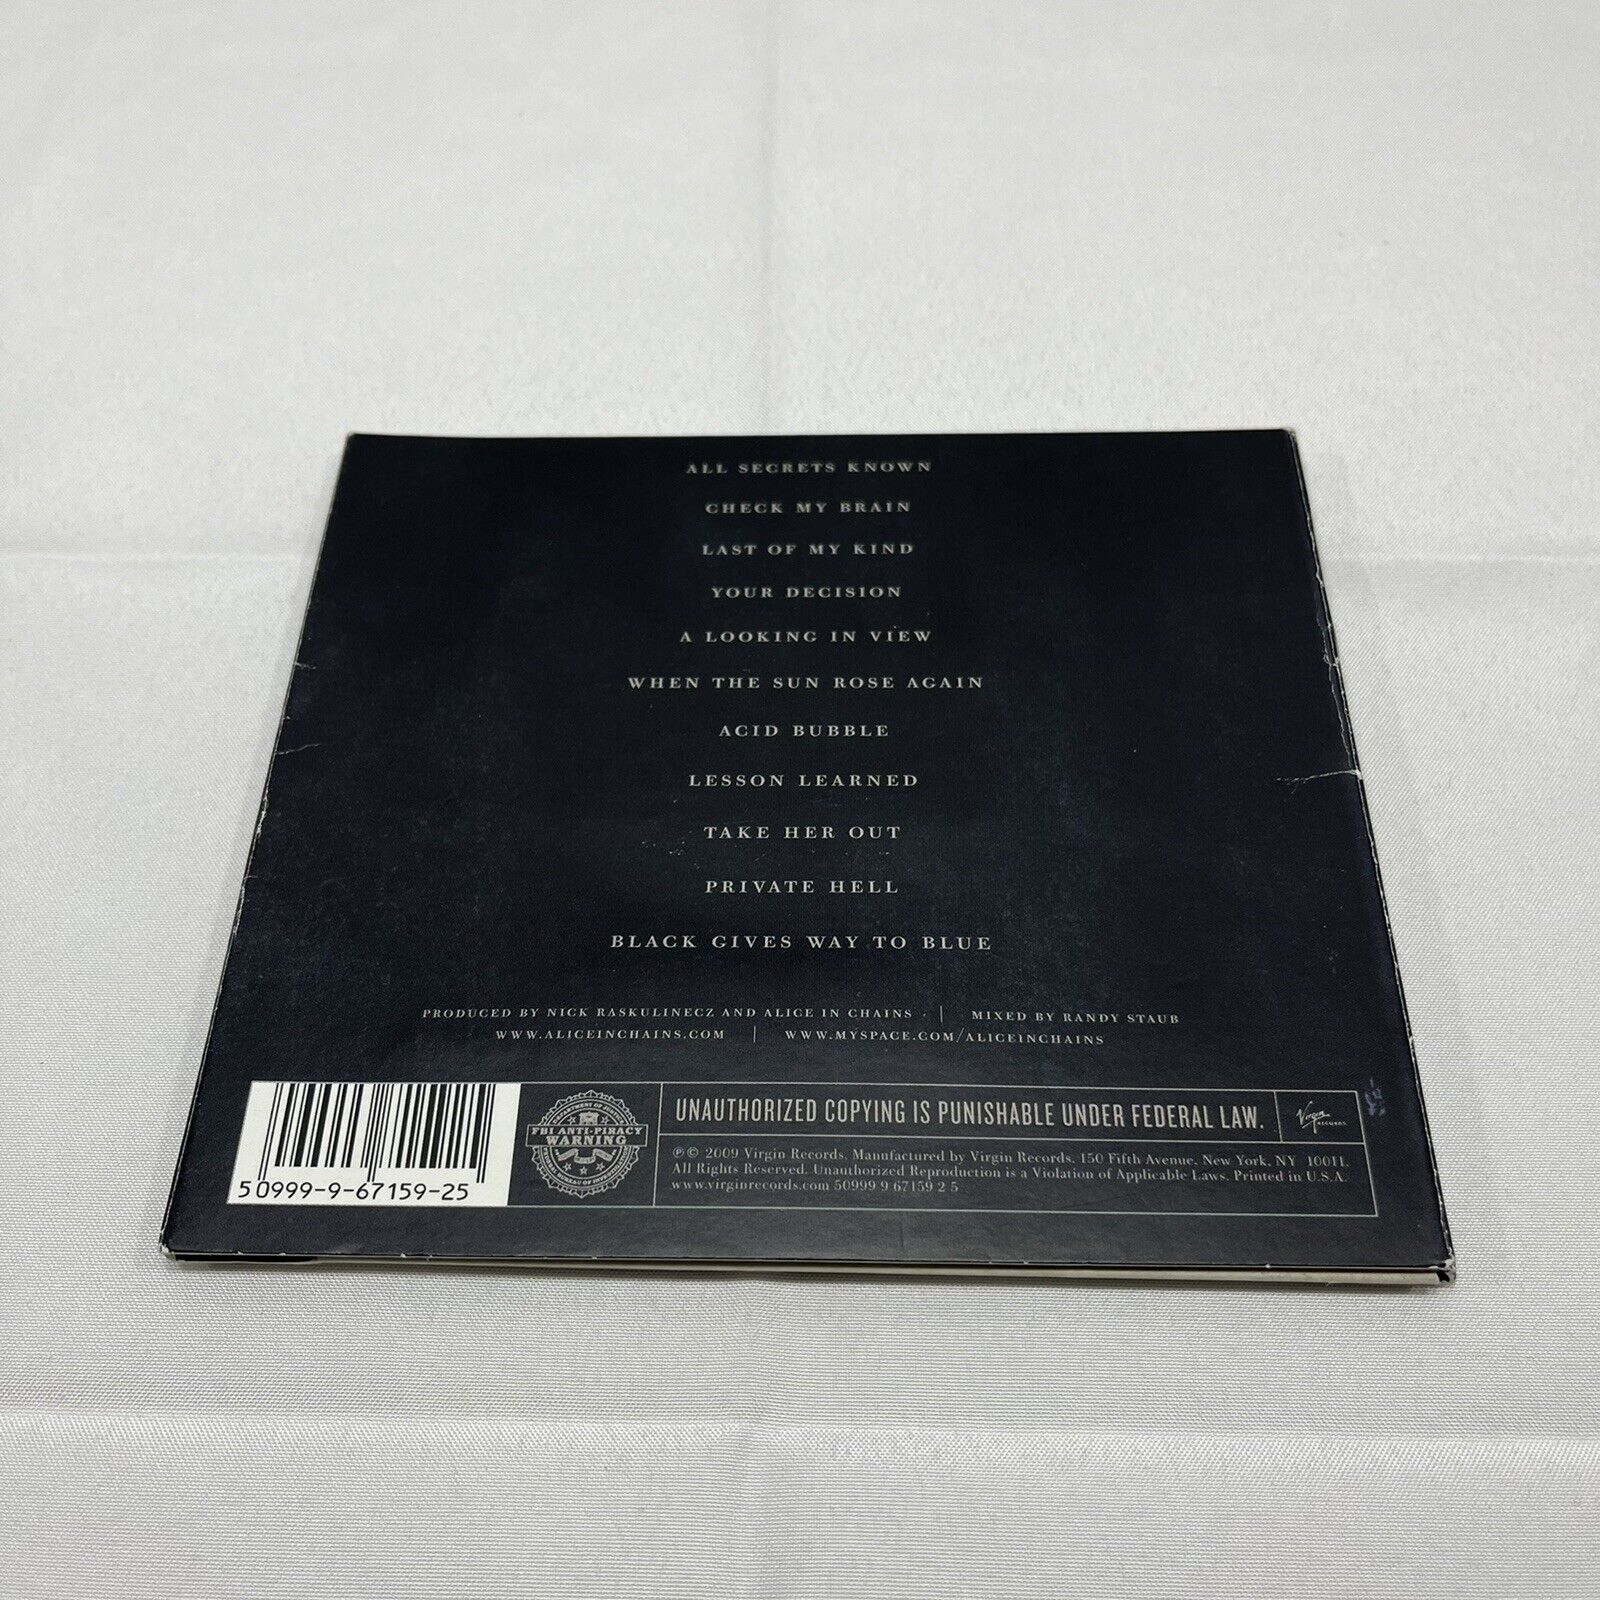 ALL SECRETS KNOWN
CHECK MY BRAIN
LAST OF MY KIND
YOUR DECISION
A LOOKING IN VIEW
WHEN THE SUN ROSE AGAIN
ACID BUBBLE
LESSON LEARNED
TAKE HER OUT
PRIVATE HELL
BLACK GIVES WAY TO BLUE
PRODUCED BY NICK RASKULINECZ AND ALICE IN CHAINS | MIXED BY RANDY STAUB
WWW.ALICEINCHAINS.COM | WWW.MYSPACE.COM/ALICEINCHAINS
5 0999-9-67159-2 5
FBI ANTI-PIRACY
WARNING
UNAUTHORIZED COPYING IS PUNISHABLE UNDER FEDERAL LAW.
Virgin
RECORDS
℗© 2009 Virgin Records. Manufactured by Virgin Records. 150 Fifth Avenue, New York, NY 10011.
All Rights Reserved. Unauthorized Reproduction is a Violation of Applicable Laws. Printed in U.S.A.
www.virginrecords.com 50999 9 67159 2 5